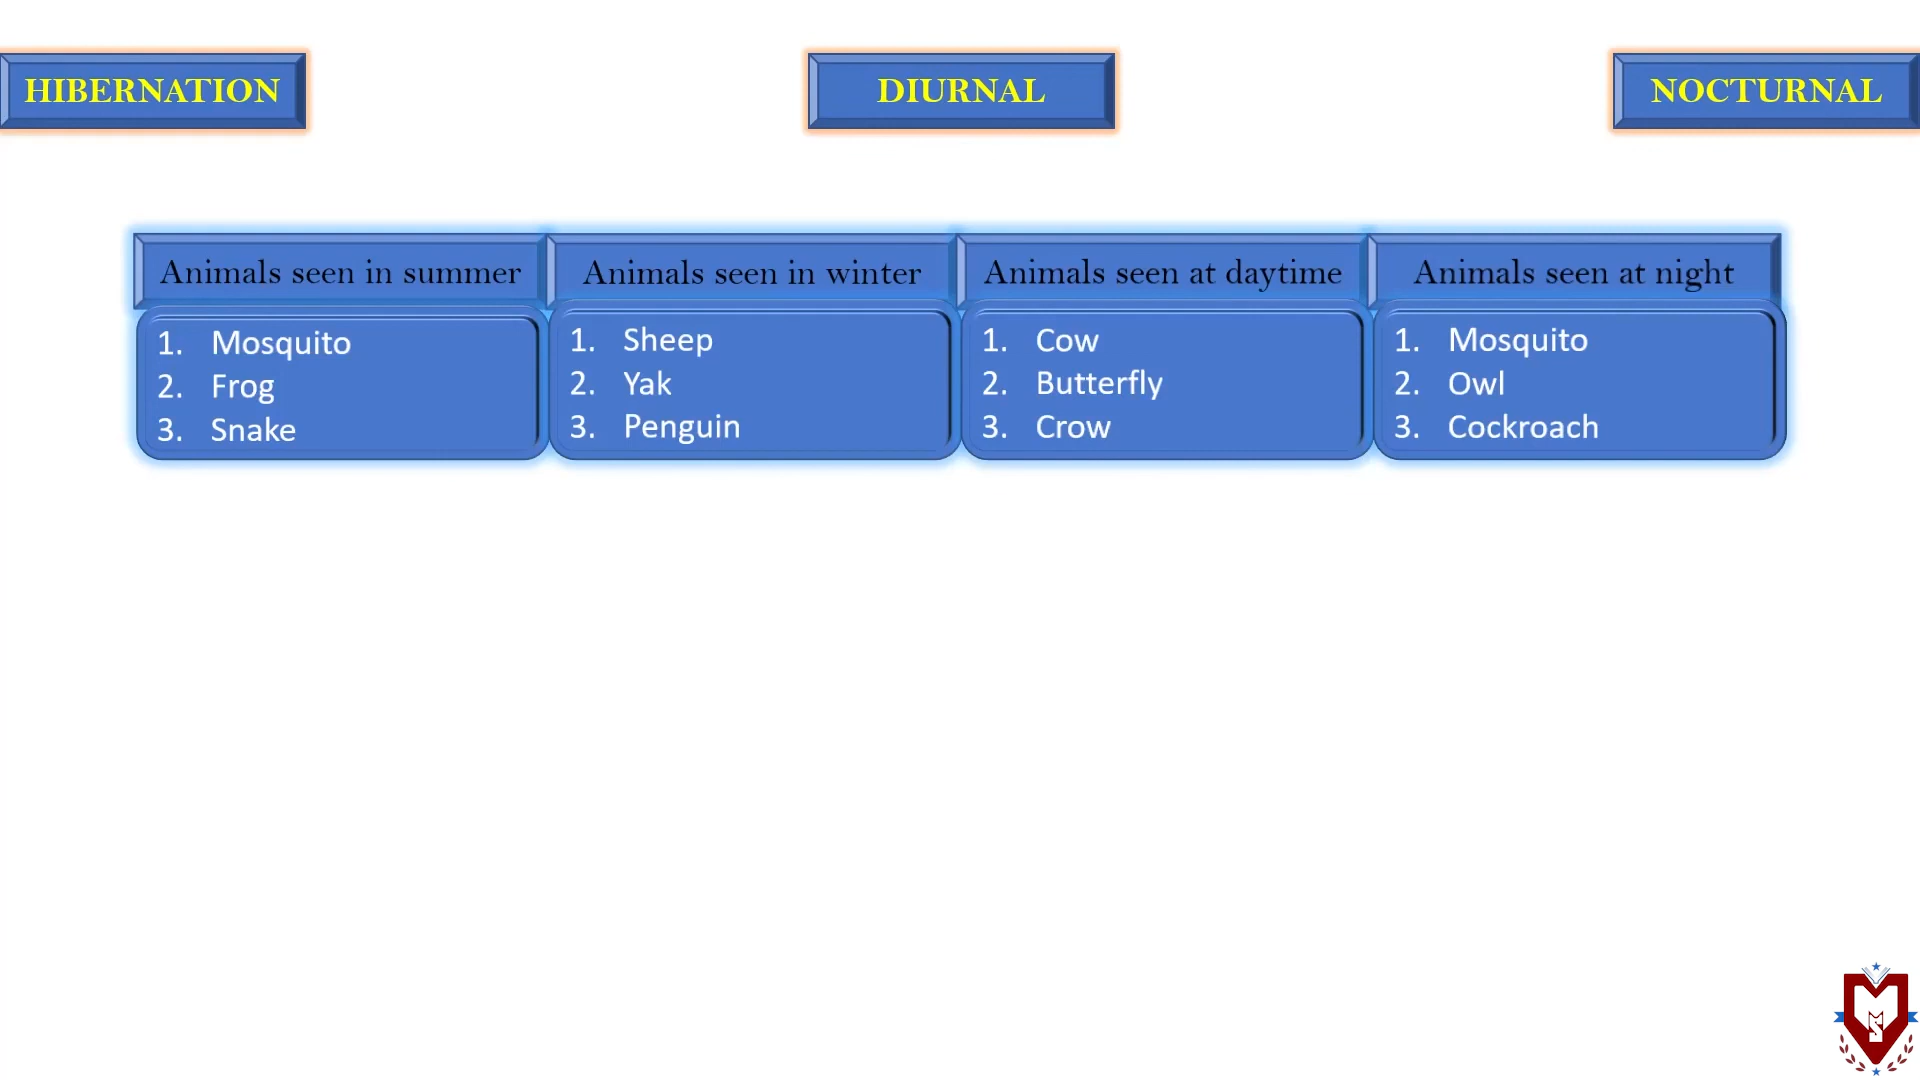 HIBERNATION
DIURNAL
NOCTURNAL
Animals seen in summer
1. Mosquito
2. Frog
3. Snake
Animals seen in winter
1. Sheep
2. Yak
3. Penguin
Animals seen at daytime
1. Cow
2. Butterfly
3. Crow
Animals seen at night
1. Mosquito
2. Owl
3. Cockroach